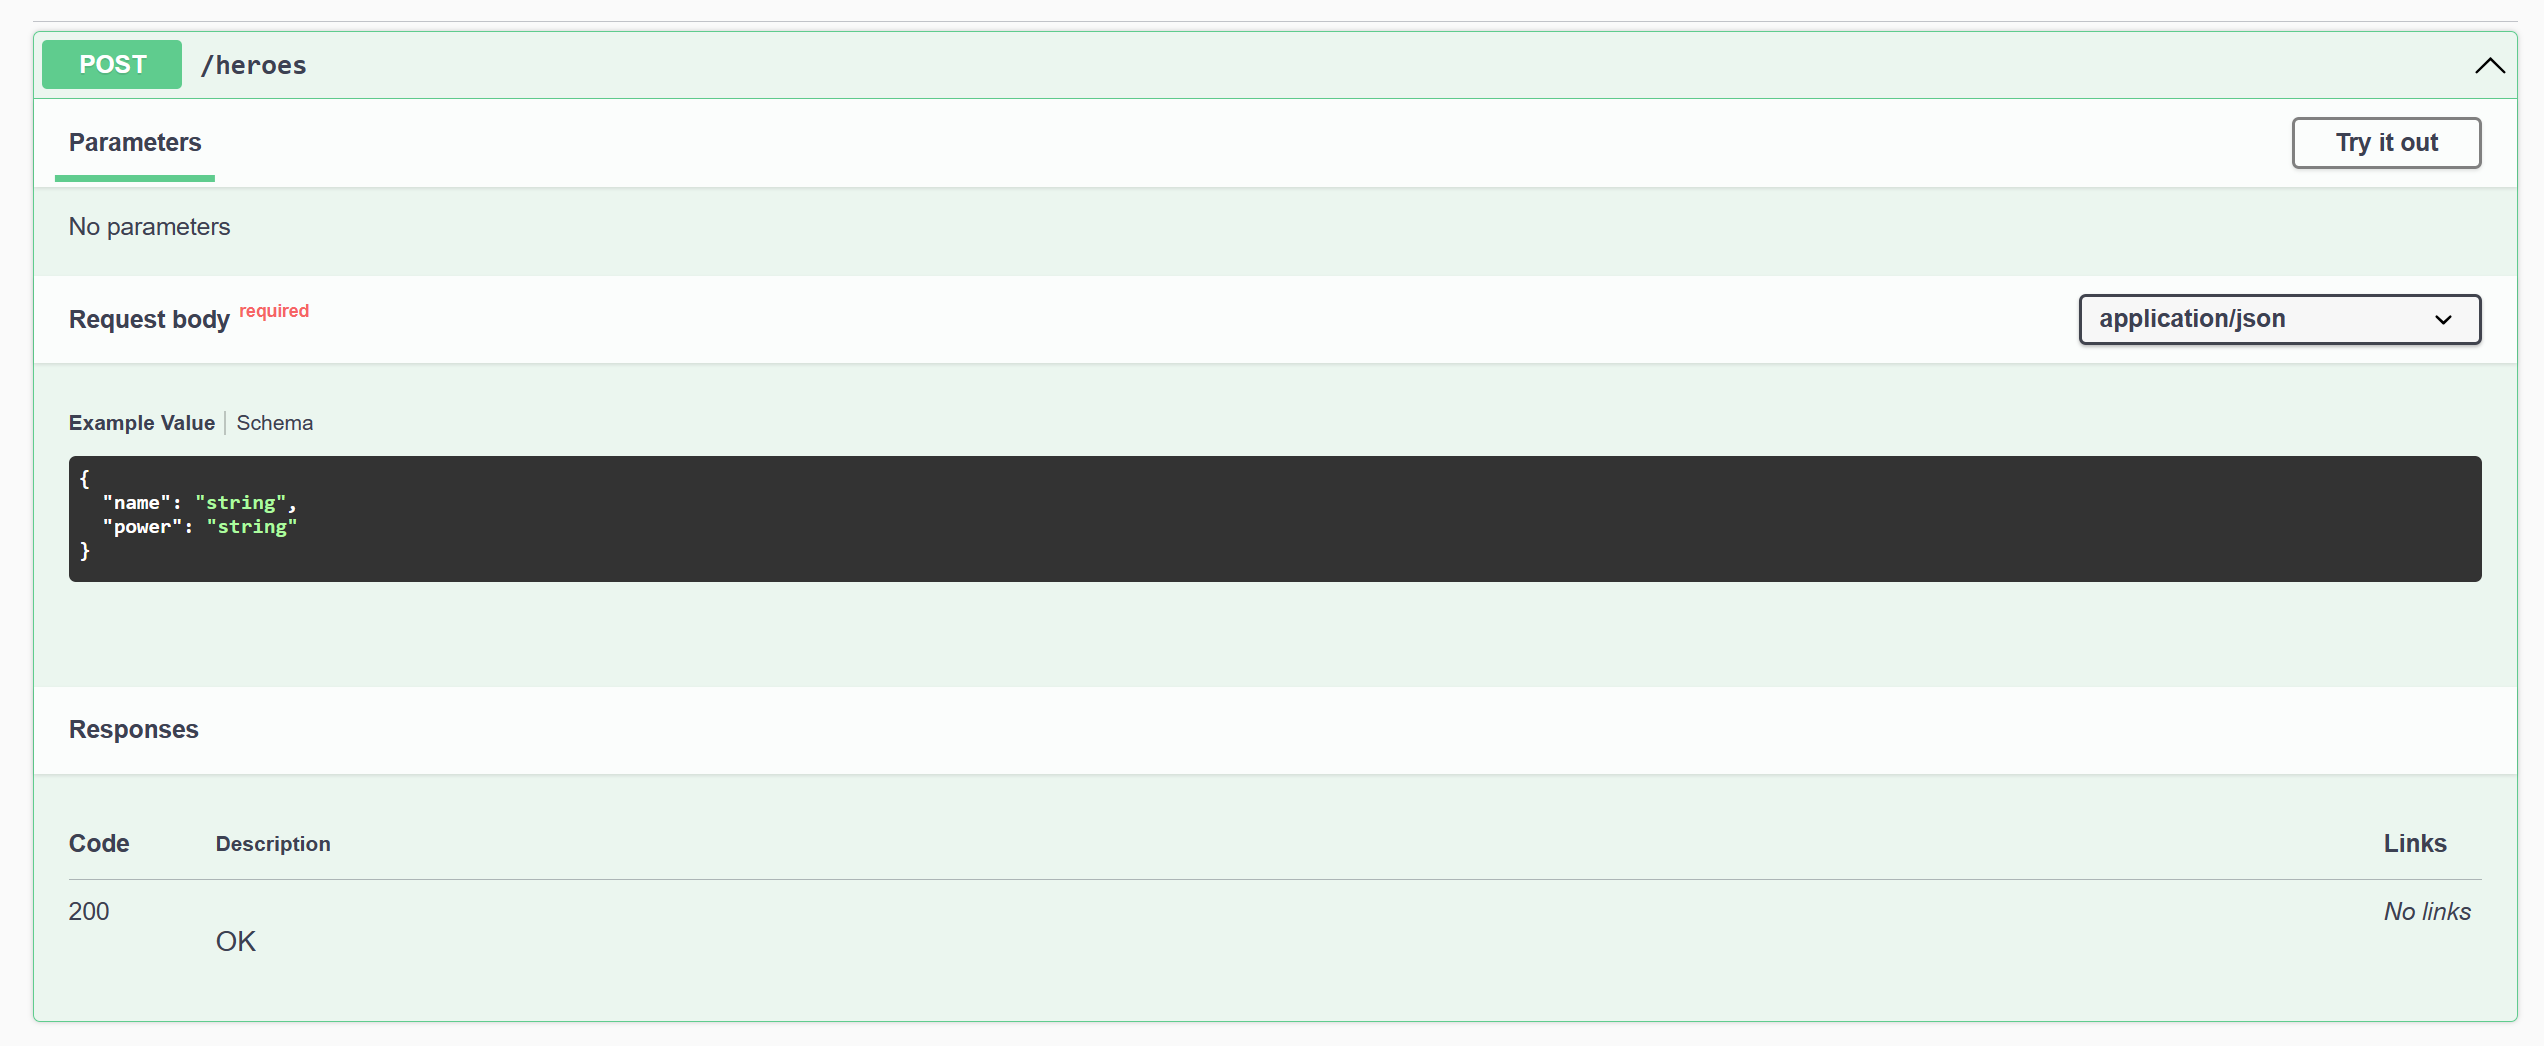 POST /heroes
Parameters
Try it out
No parameters
Request body required
application/json
Example Value Schema
{
  "name": "string",
  "power": "string"
}
Responses
Code Description Links
200 No links
OK